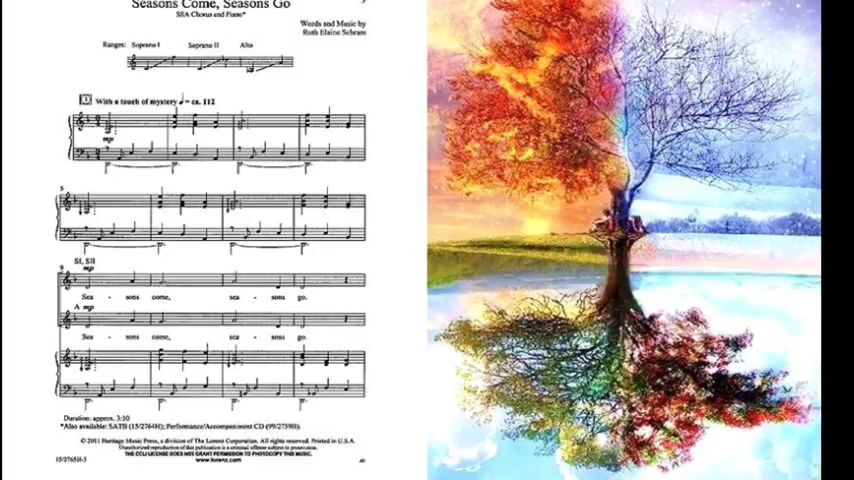 Seasons Come, Seasons Go
SSA Chorus and Piano*
Words and Music by
Ruth Elaine Schram
Ranges: Soprano I Soprano II Alto
1 With a touch of mystery ♩ = ca. 112
mp
5
SI, SII
9 mp
Sea - sons come, sea - sons go.
A mp
Sea - sons come, sea - sons go.
Duration: approx. 3:10
*Also available: SATB (15/2764H); Performance/Accompaniment CD (99/2759H).
© 2011 Heritage Music Press, a division of The Lorenz Corporation. All rights reserved. Printed in U.S.A.
Unauthorized reproduction of this publication is a criminal offense subject to prosecution.
THE CCLI LICENSE DOES NOT GRANT PERMISSION TO PHOTOCOPY THIS MUSIC.
15/2765H-3 www.lorenz.com